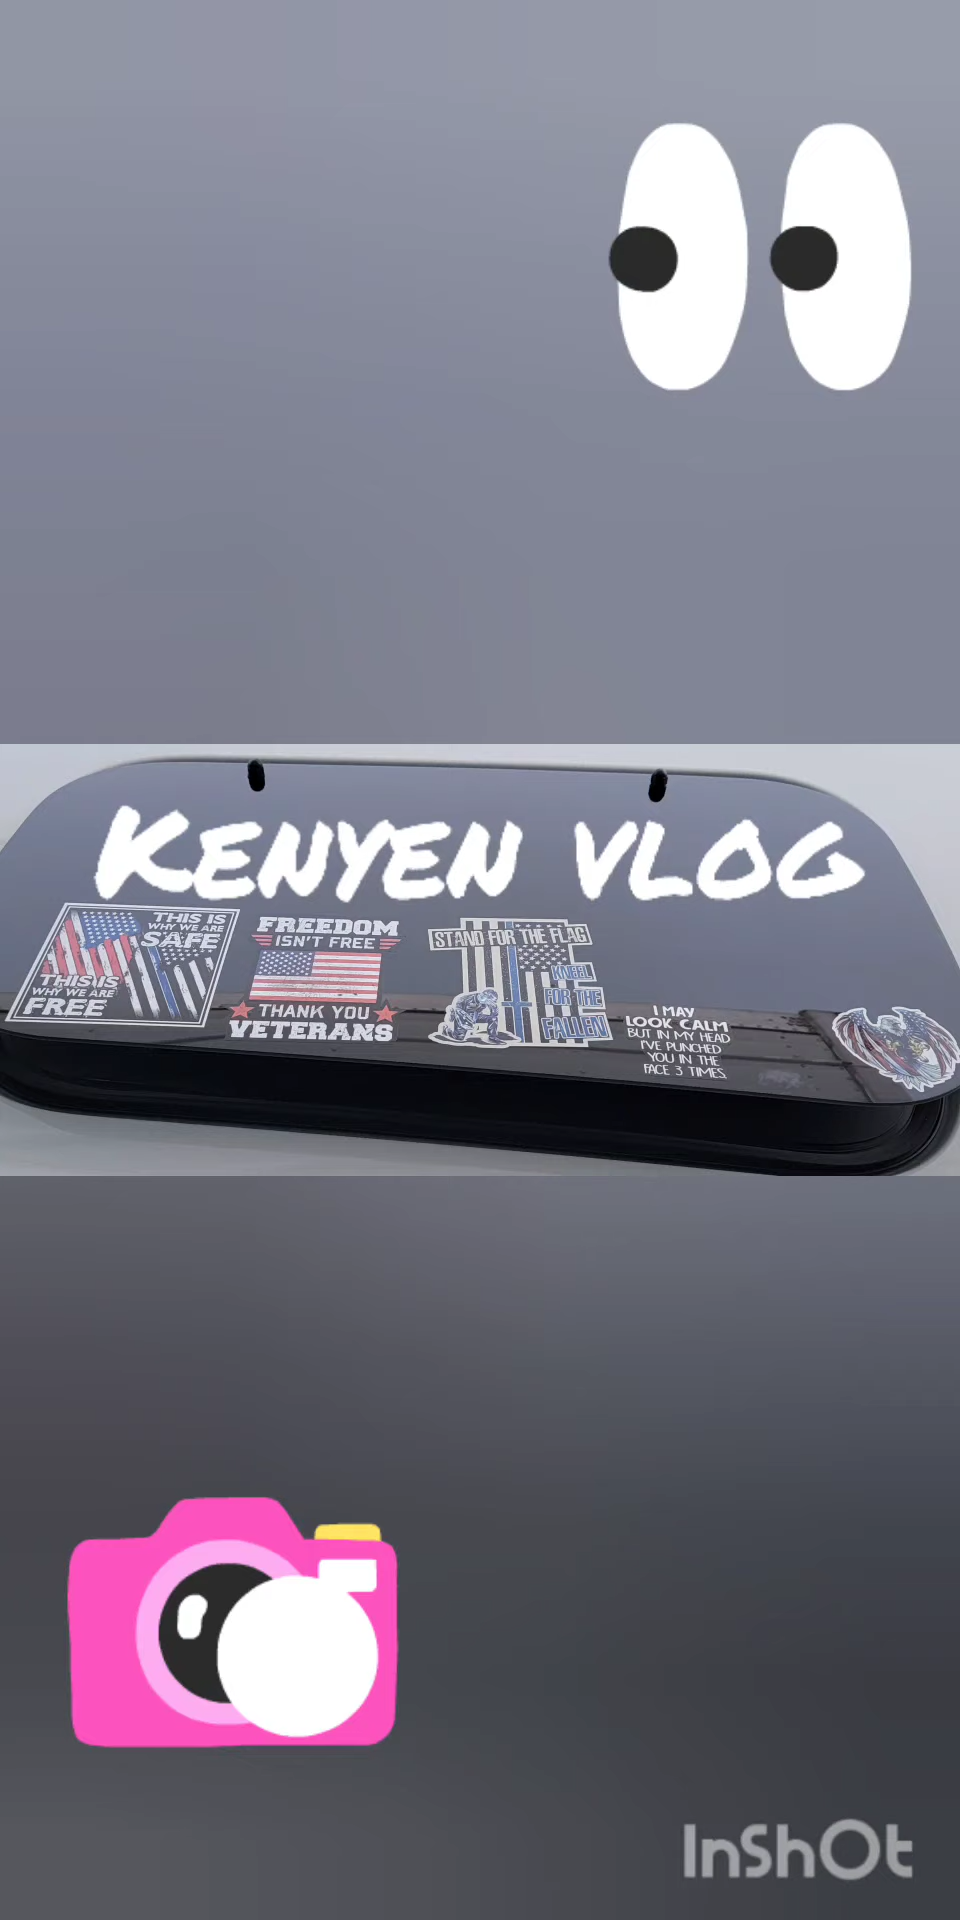 KENYEN VLOG
THIS IS
WHY WE ARE
SAFE
THIS IS
WHY WE ARE
FREE
FREEDOM
ISN'T FREE
THANK YOU
VETERANS
STAND FOR THE FLAG
KNEEL
FOR THE
FALLEN
I MAY
LOOK CALM
BUT IN MY HEAD
I'VE PUNCHED
YOU IN THE
FACE 3 TIMES.
InShOt